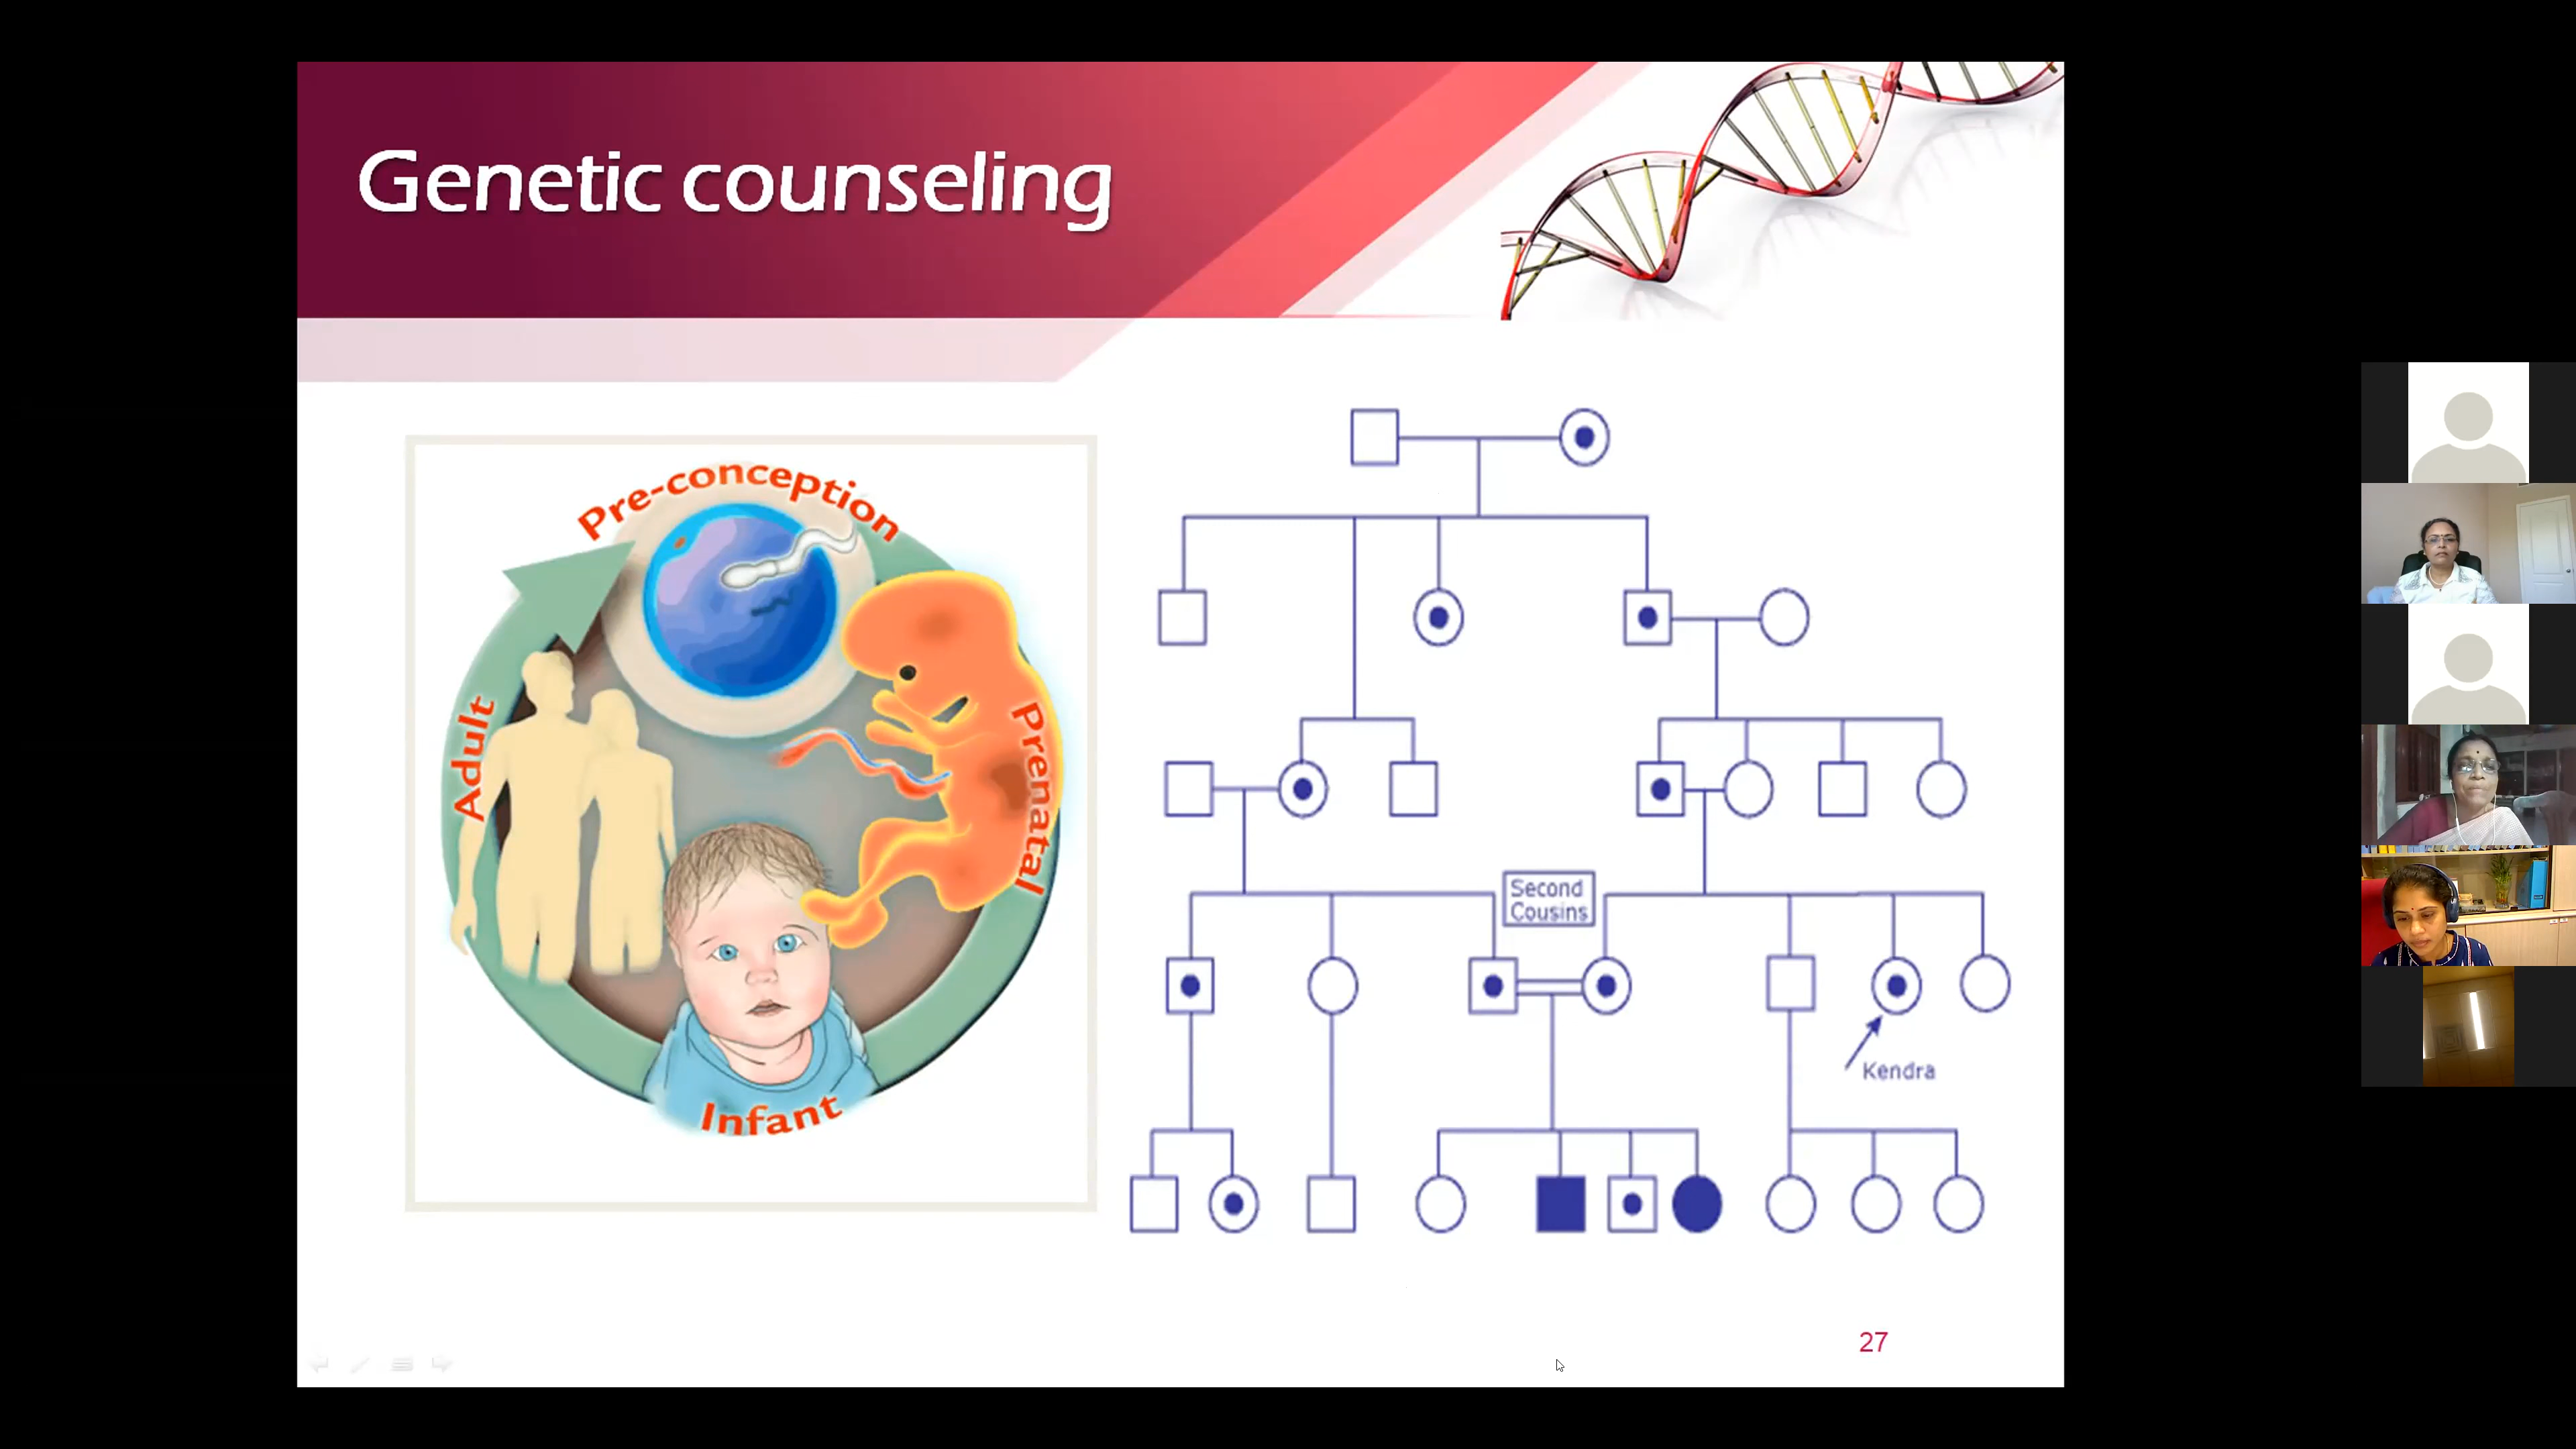 Genetic counseling
Pre-conception
Prenatal
Adult
Infant
Second
Cousins
Kendra
27